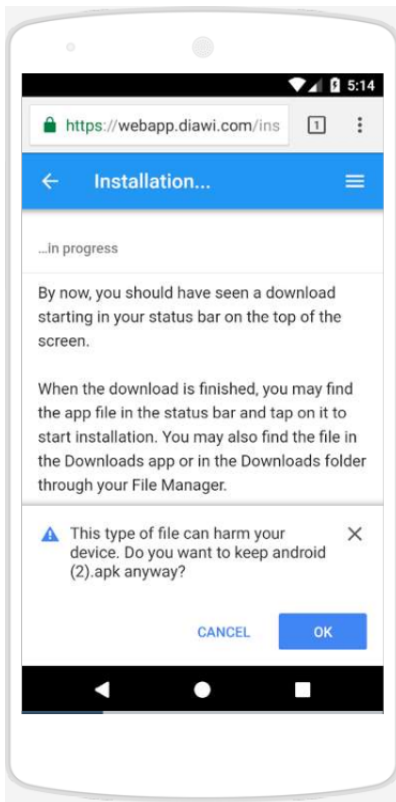 5:14
https://webapp.diawi.com/ins
1
Installation...
...in progress
By now, you should have seen a download
starting in your status bar on the top of the
screen.
When the download is finished, you may find
the app file in the status bar and tap on it to
start installation. You may also find the file in
the Downloads app or in the Downloads folder
through your File Manager.
This type of file can harm your
device. Do you want to keep android
(2).apk anyway?
CANCEL
OK